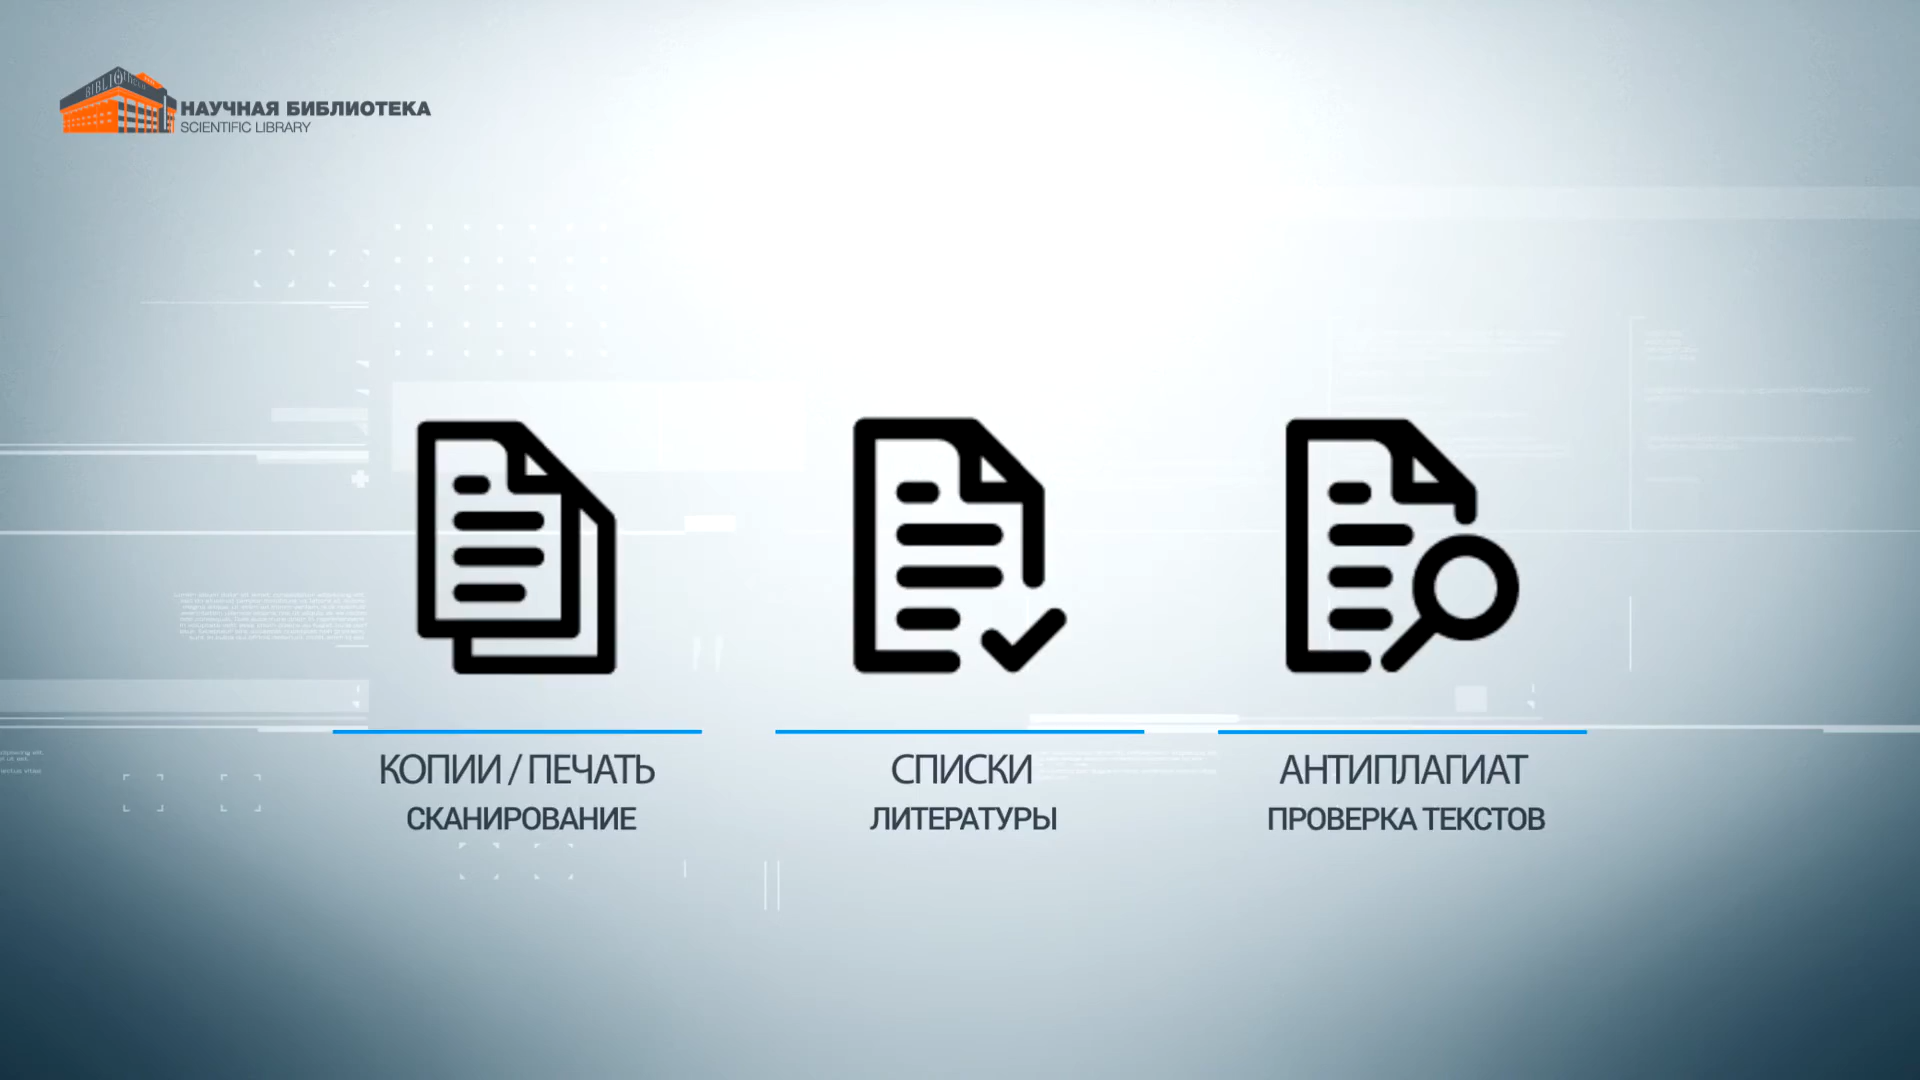 НАУЧНАЯ БИБЛИОТЕКА
SCIENTIFIC LIBRARY
КОПИИ / ПЕЧАТЬ
СКАНИРОВАНИЕ
СПИСКИ
ЛИТЕРАТУРЫ
АНТИПЛАГИАТ
ПРОВЕРКА ТЕКСТОВ